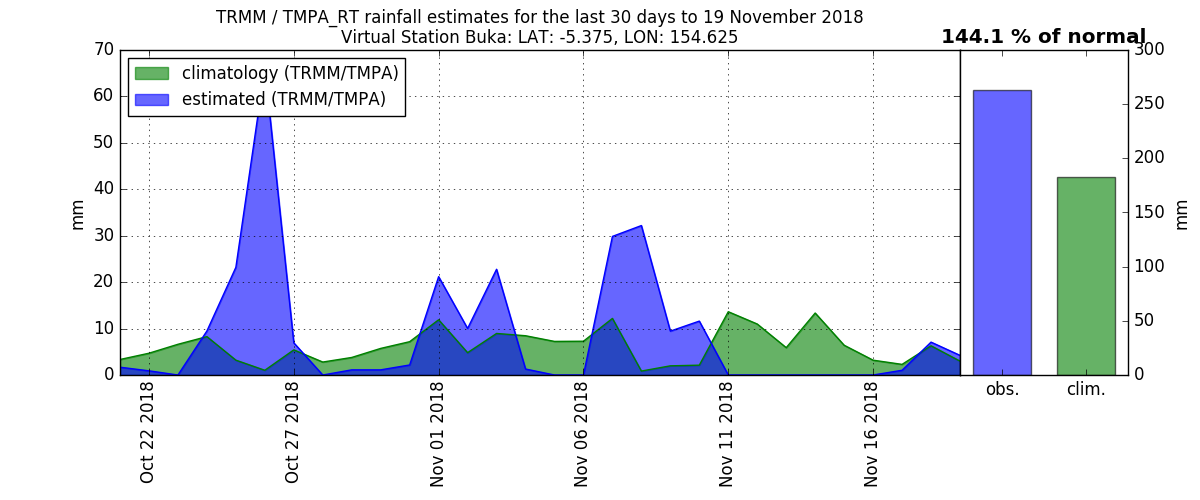 TRMM / TMPA_RT rainfall estimates for the last 30 days to 19 November 2018
Virtual Station Buka: LAT: -5.375, LON: 154.625
144.1 % of normal
climatology (TRMM/TMPA)
estimated (TRMM/TMPA)
70
60
50
40
30
20
10
0
mm
Oct 22 2018
Oct 27 2018
Nov 01 2018
Nov 06 2018
Nov 11 2018
Nov 16 2018
obs.
clim.
300
250
200
150
100
50
0
mm